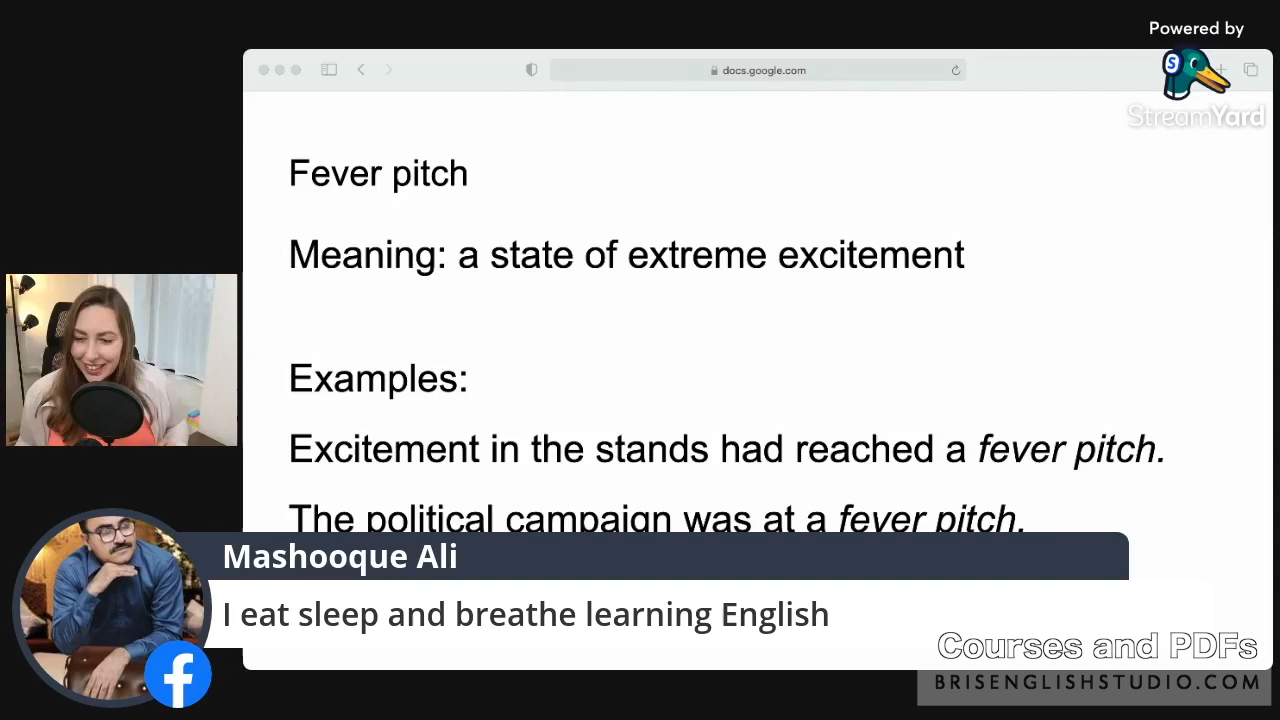 Powered by
StreamYard
docs.google.com
Fever pitch
Meaning: a state of extreme excitement
Examples:
Excitement in the stands had reached a fever pitch.
The political campaign was at a fever pitch.
Mashooque Ali
I eat sleep and breathe learning English
Courses and PDFs
BRISENGLISHSTUDIO.COM